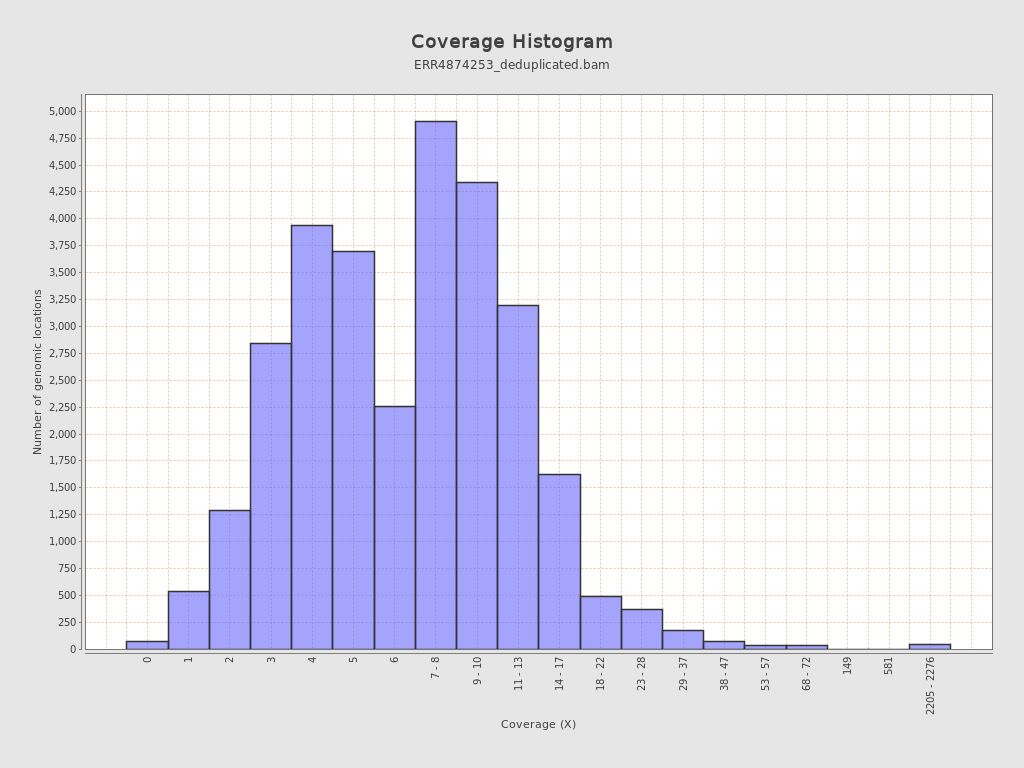 Coverage Histogram
ERR4874253_deduplicated.bam
Number of genomic locations
5,000
4,750
4,500
4,250
4,000
3,750
3,500
3,250
3,000
2,750
2,500
2,250
2,000
1,750
1,500
1,250
1,000
750
500
250
0
0
1
2
3
4
5
6
7 - 8
9 - 10
11 - 13
14 - 17
18 - 22
23 - 28
29 - 37
38 - 47
53 - 57
68 - 72
149
581
2205 - 2276
Coverage (X)